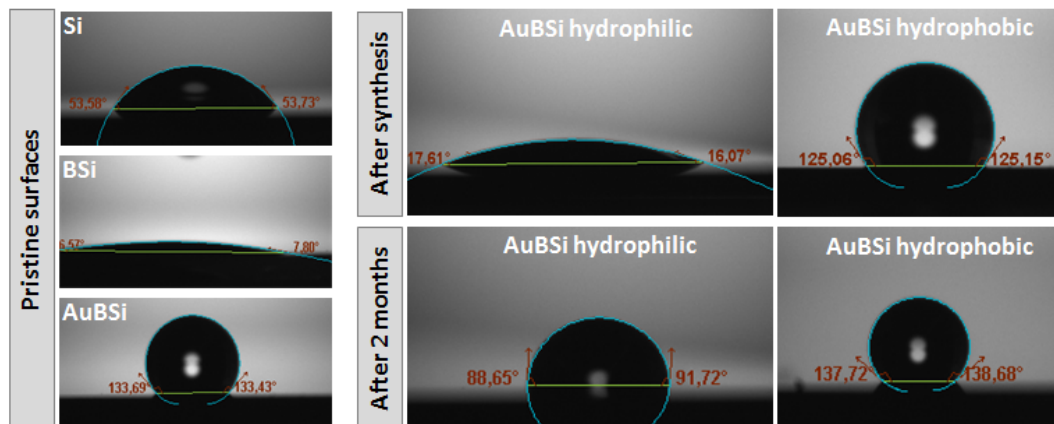 Pristine surfaces
Si
53,58° 53,73°
BSi
6,57° 7,80°
AuBSi
133,69° 133,43°
After synthesis
AuBSi hydrophilic
17,61° 16,07°
AuBSi hydrophobic
125,06° 125,15°
After 2 months
AuBSi hydrophilic
88,65° 91,72°
AuBSi hydrophobic
137,72° 138,68°